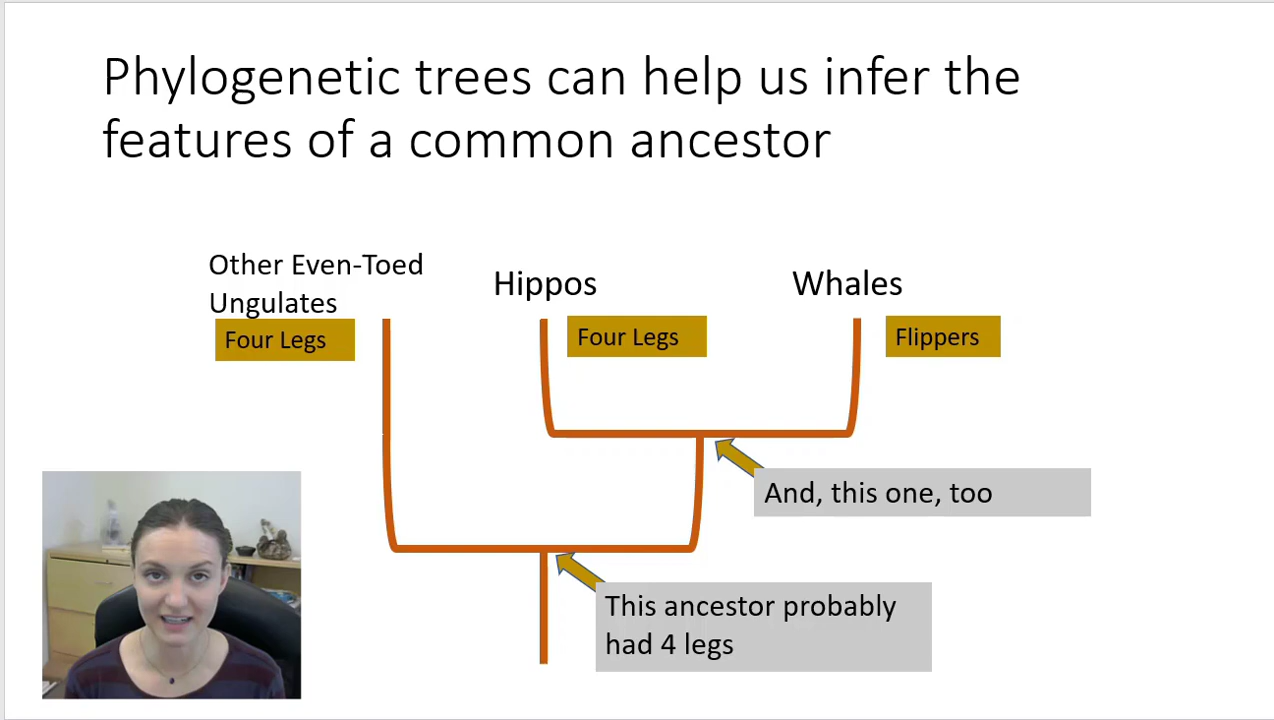 Phylogenetic trees can help us infer the
features of a common ancestor
Other Even-Toed
Ungulates
Four Legs
Hippos
Four Legs
Whales
Flippers
And, this one, too
This ancestor probably
had 4 legs